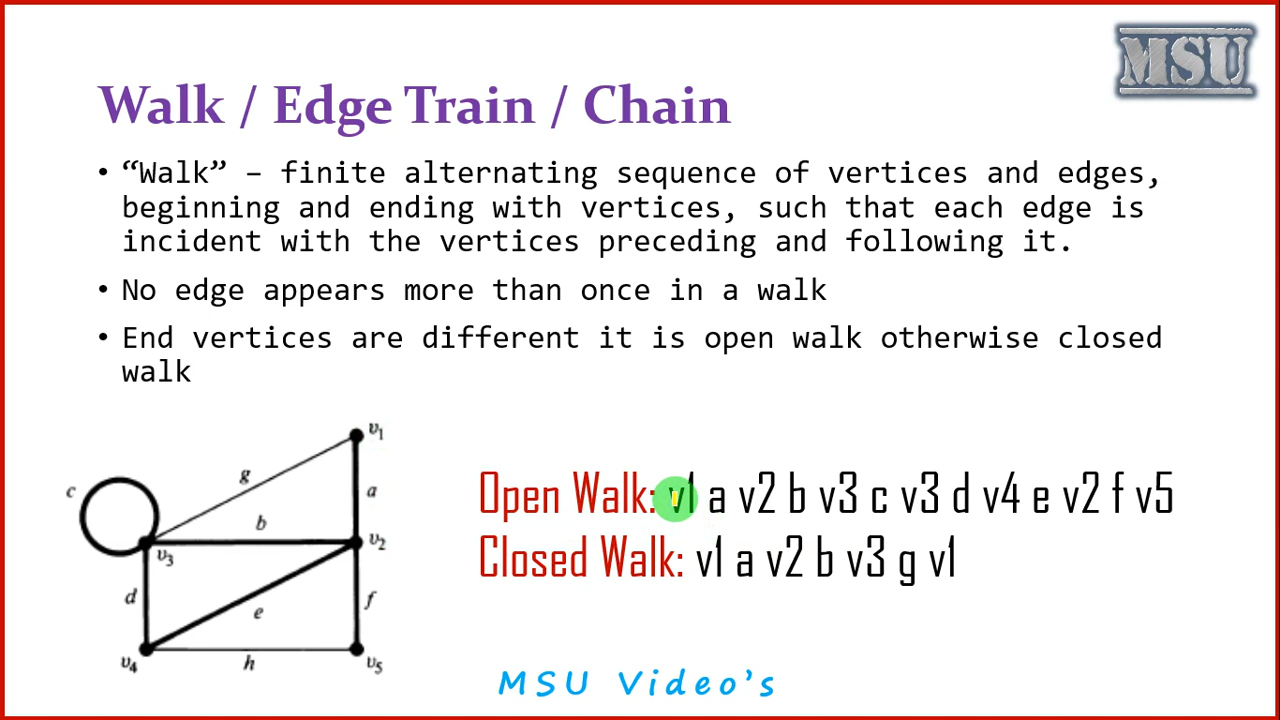 MSU
Walk / Edge Train / Chain
• “Walk” – finite alternating sequence of vertices and edges,
beginning and ending with vertices, such that each edge is
incident with the vertices preceding and following it.
• No edge appears more than once in a walk
• End vertices are different it is open walk otherwise closed
walk
v1
g
c
a
b
v2
v3
d
e
f
v4
h
v5
Open Walk: v1 a v2 b v3 c v3 d v4 e v2 f v5
Closed Walk: v1 a v2 b v3 g v1
MSU Video's